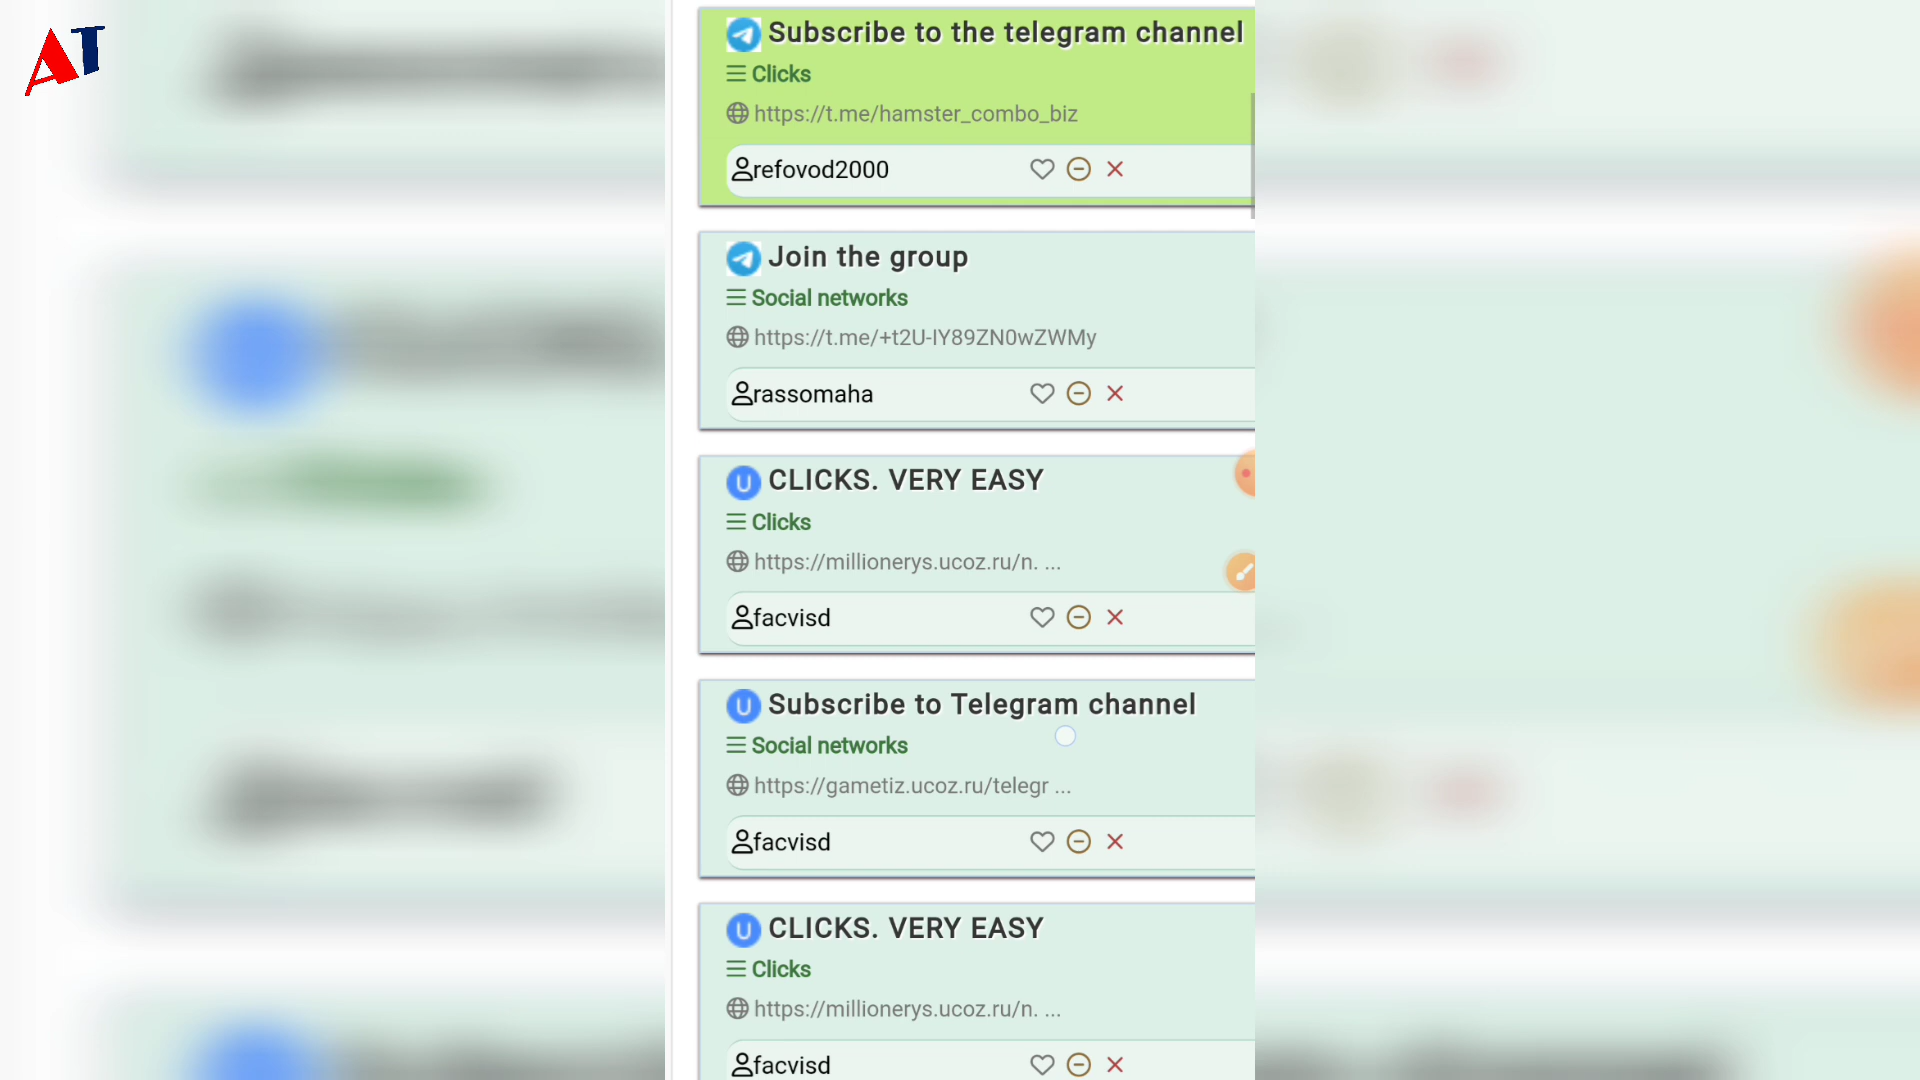 AT
Subscribe to the telegram channel
Clicks
https://t.me/hamster_combo_biz
refovod2000
Join the group
Social networks
https://t.me/+t2U-IY89ZN0wZWMy
rassomaha
U CLICKS. VERY EASY
Clicks
https://millionerys.ucoz.ru/n. ...
facvisd
U Subscribe to Telegram channel
Social networks
https://gametiz.ucoz.ru/telegr ...
facvisd
U CLICKS. VERY EASY
Clicks
https://millionerys.ucoz.ru/n. ...
facvisd